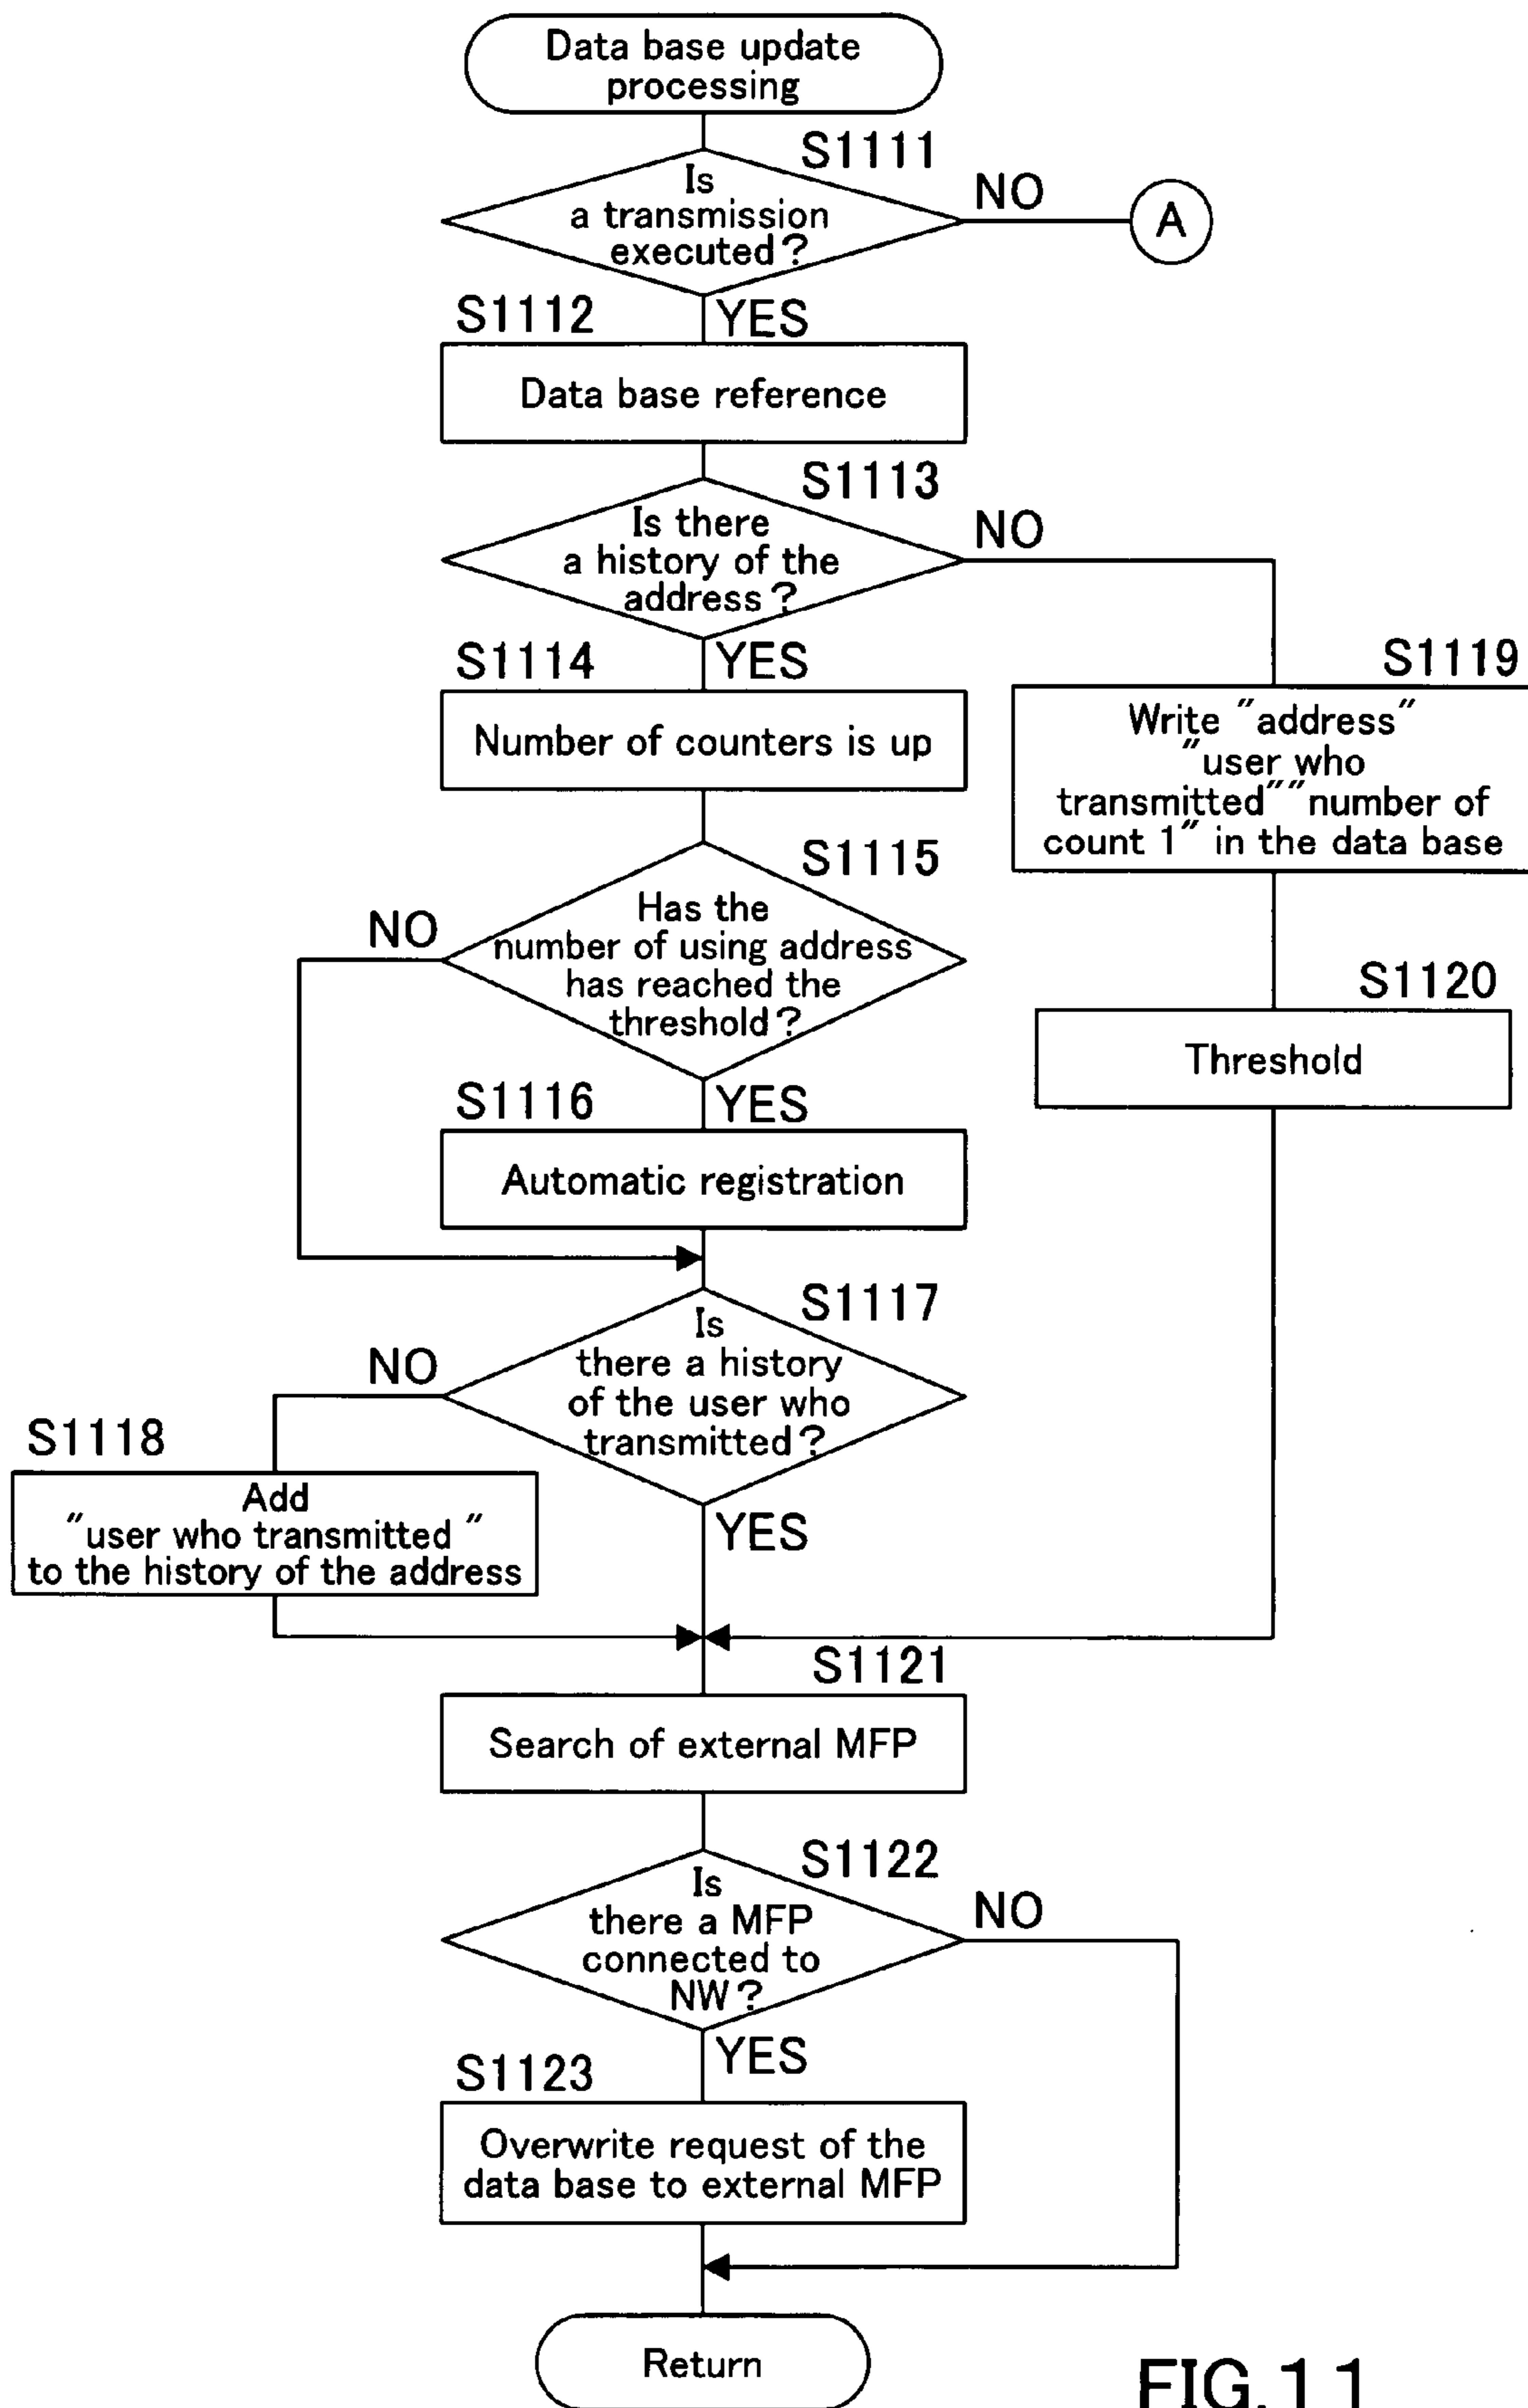 Data base update
processing
S1111
Is
a transmission
executed?
NO
A
YES
S1112
Data base reference
S1113
Is there
a history of the
address?
NO
YES
S1114
Number of counters is up
S1119
Write "address"
"user who
transmitted""number of
count 1" in the data base
S1115
Has the
number of using address
has reached the
threshold?
NO
S1120
Threshold
YES
S1116
Automatic registration
S1117
Is
there a history
of the user who
transmitted?
NO
S1118
Add
"user who transmitted "
to the history of the address
YES
S1121
Search of external MFP
S1122
Is
there a MFP
connected to
NW?
NO
YES
S1123
Overwrite request of the
data base to external MFP
Return
FIG.11